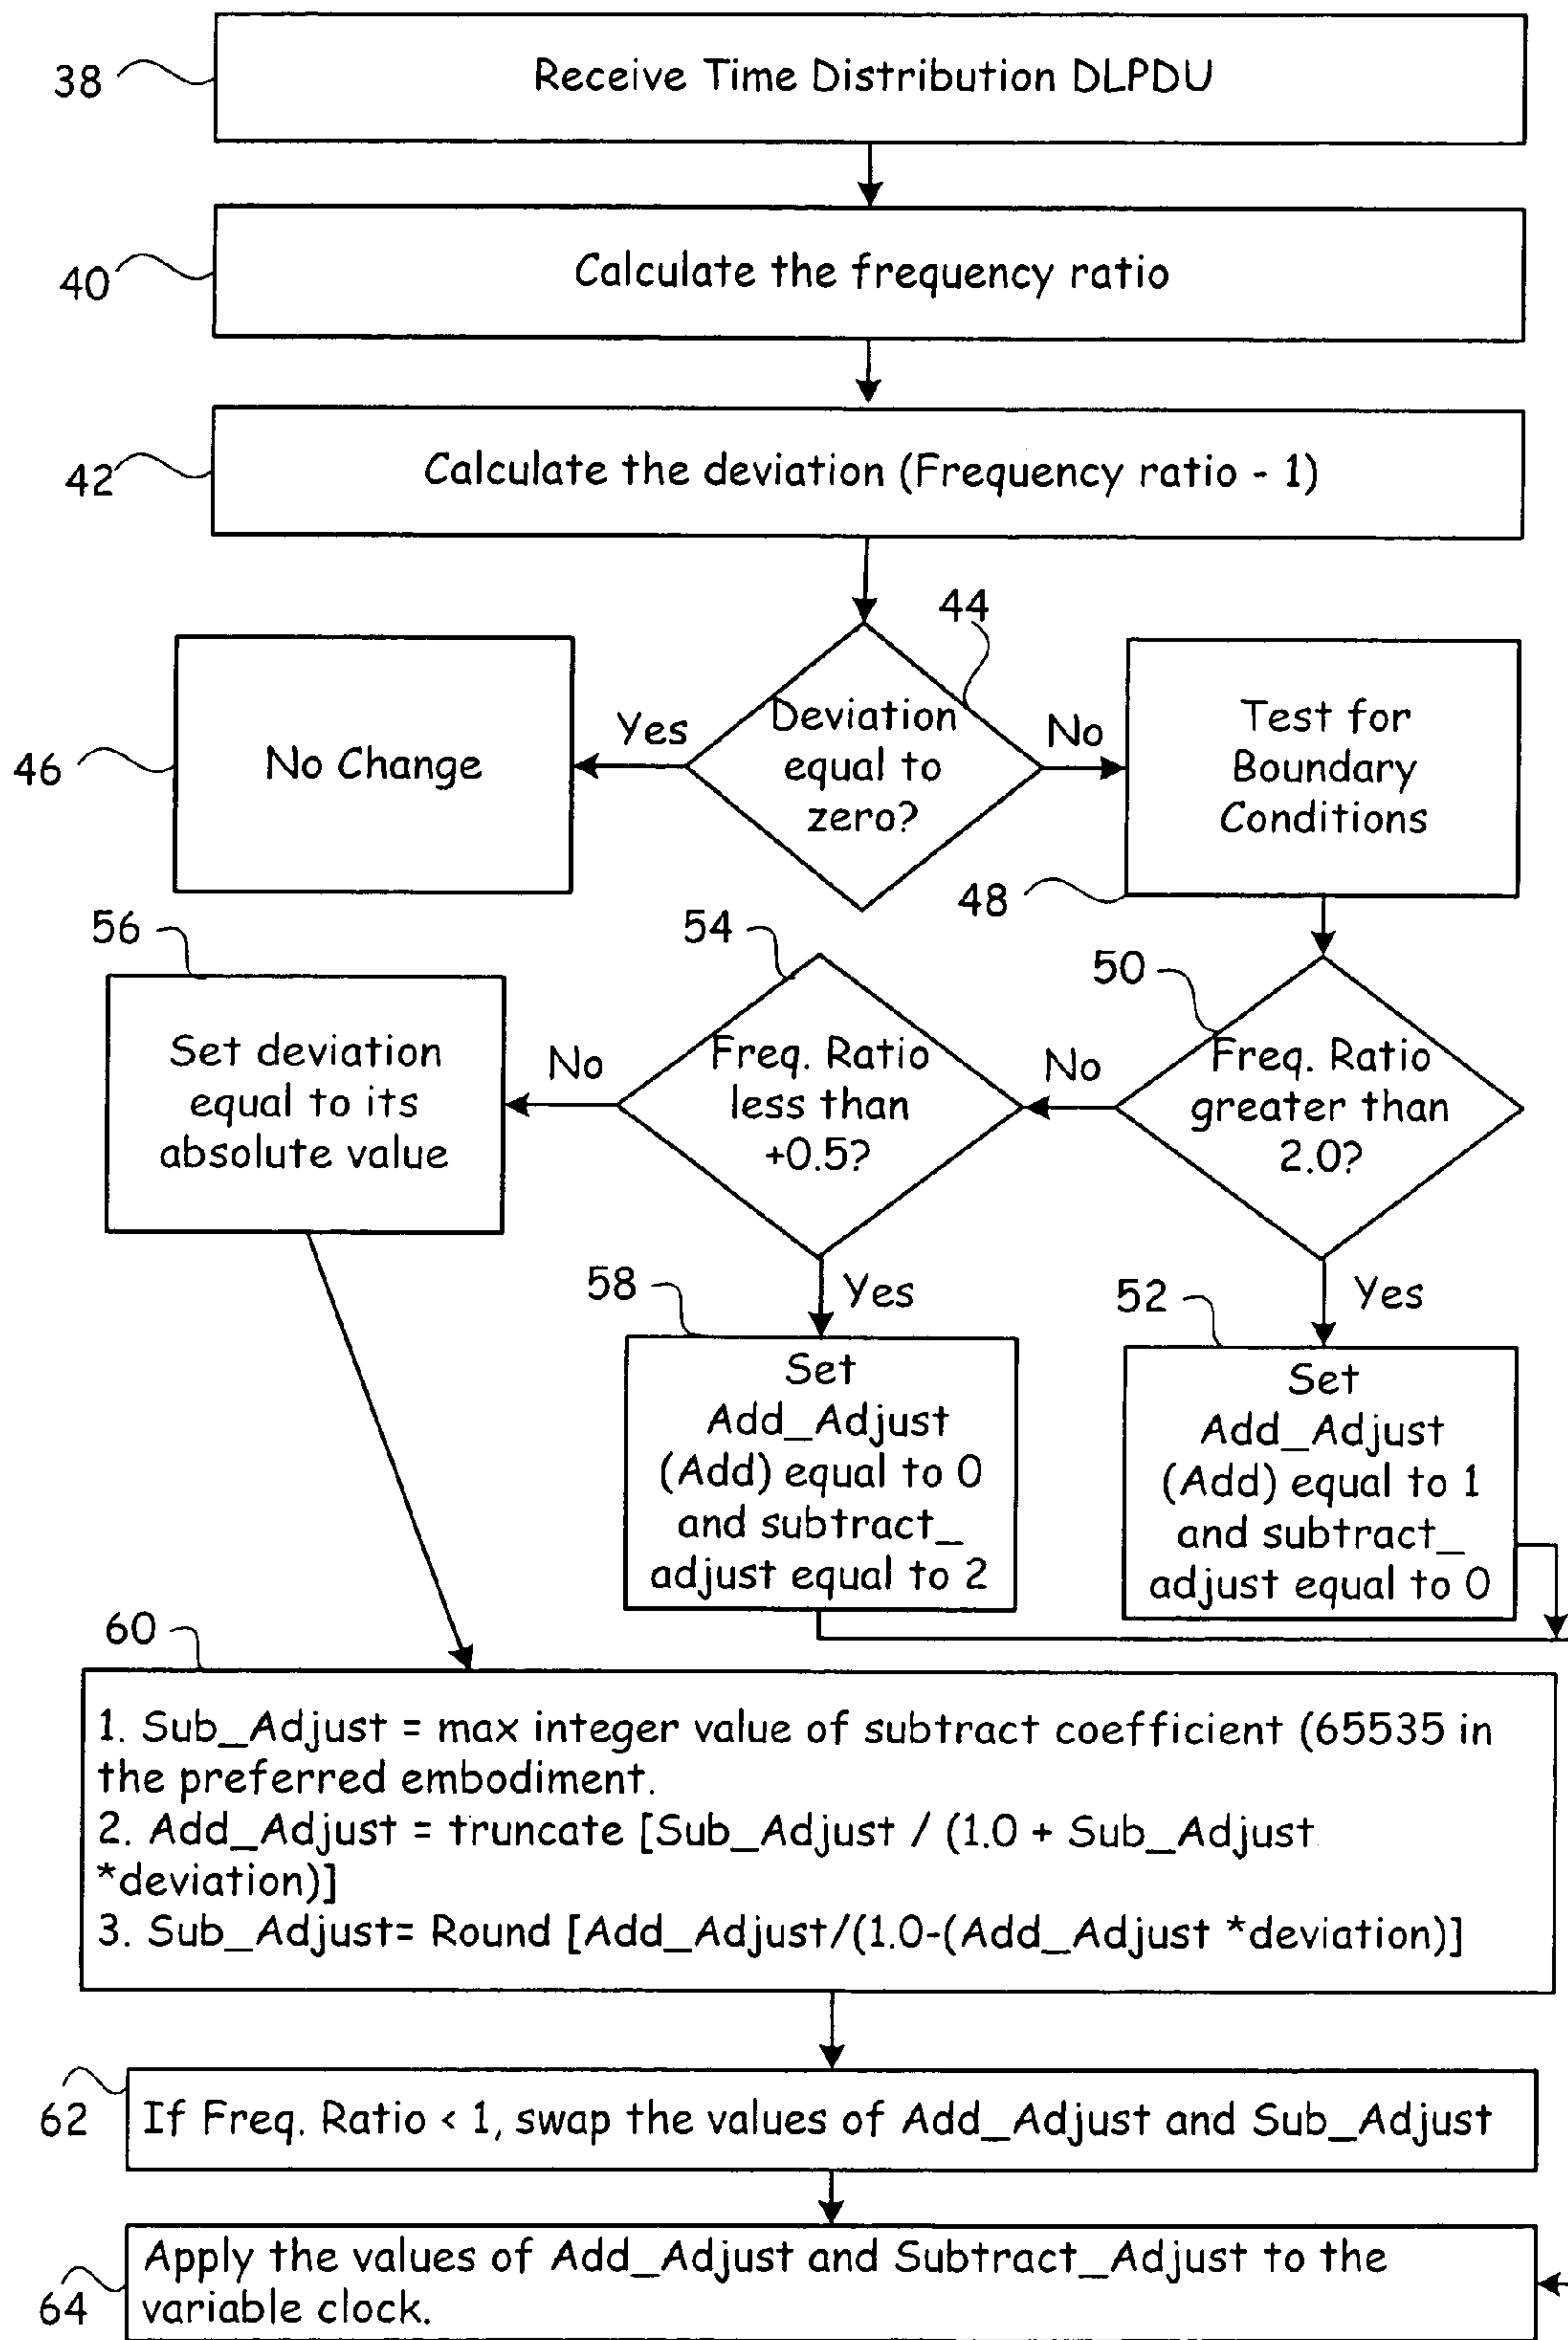 38
Receive Time Distribution DLPDU
40
Calculate the frequency ratio
42
Calculate the deviation (Frequency ratio - 1)
44
46
No Change
Yes
Deviation
equal to
zero?
No
Test for
Boundary
Conditions
48
56
Set deviation
equal to its
absolute value
No
54
Freq. Ratio
less than
+0.5?
No
50
Freq. Ratio
greater than
2.0?
58
Yes
52
Yes
Set
Add_Adjust
(Add) equal to 0
and subtract_
adjust equal to 2
Set
Add_Adjust
(Add) equal to 1
and subtract_
adjust equal to 0
60
1. Sub_Adjust = max integer value of subtract coefficient (65535 in
the preferred embodiment.
2. Add_Adjust = truncate [Sub_Adjust / (1.0 + Sub_Adjust
*deviation)]
3. Sub_Adjust= Round [Add_Adjust/(1.0-(Add_Adjust *deviation)]
62
If Freq. Ratio < 1, swap the values of Add_Adjust and Sub_Adjust
64
Apply the values of Add_Adjust and Subtract_Adjust to the
variable clock.